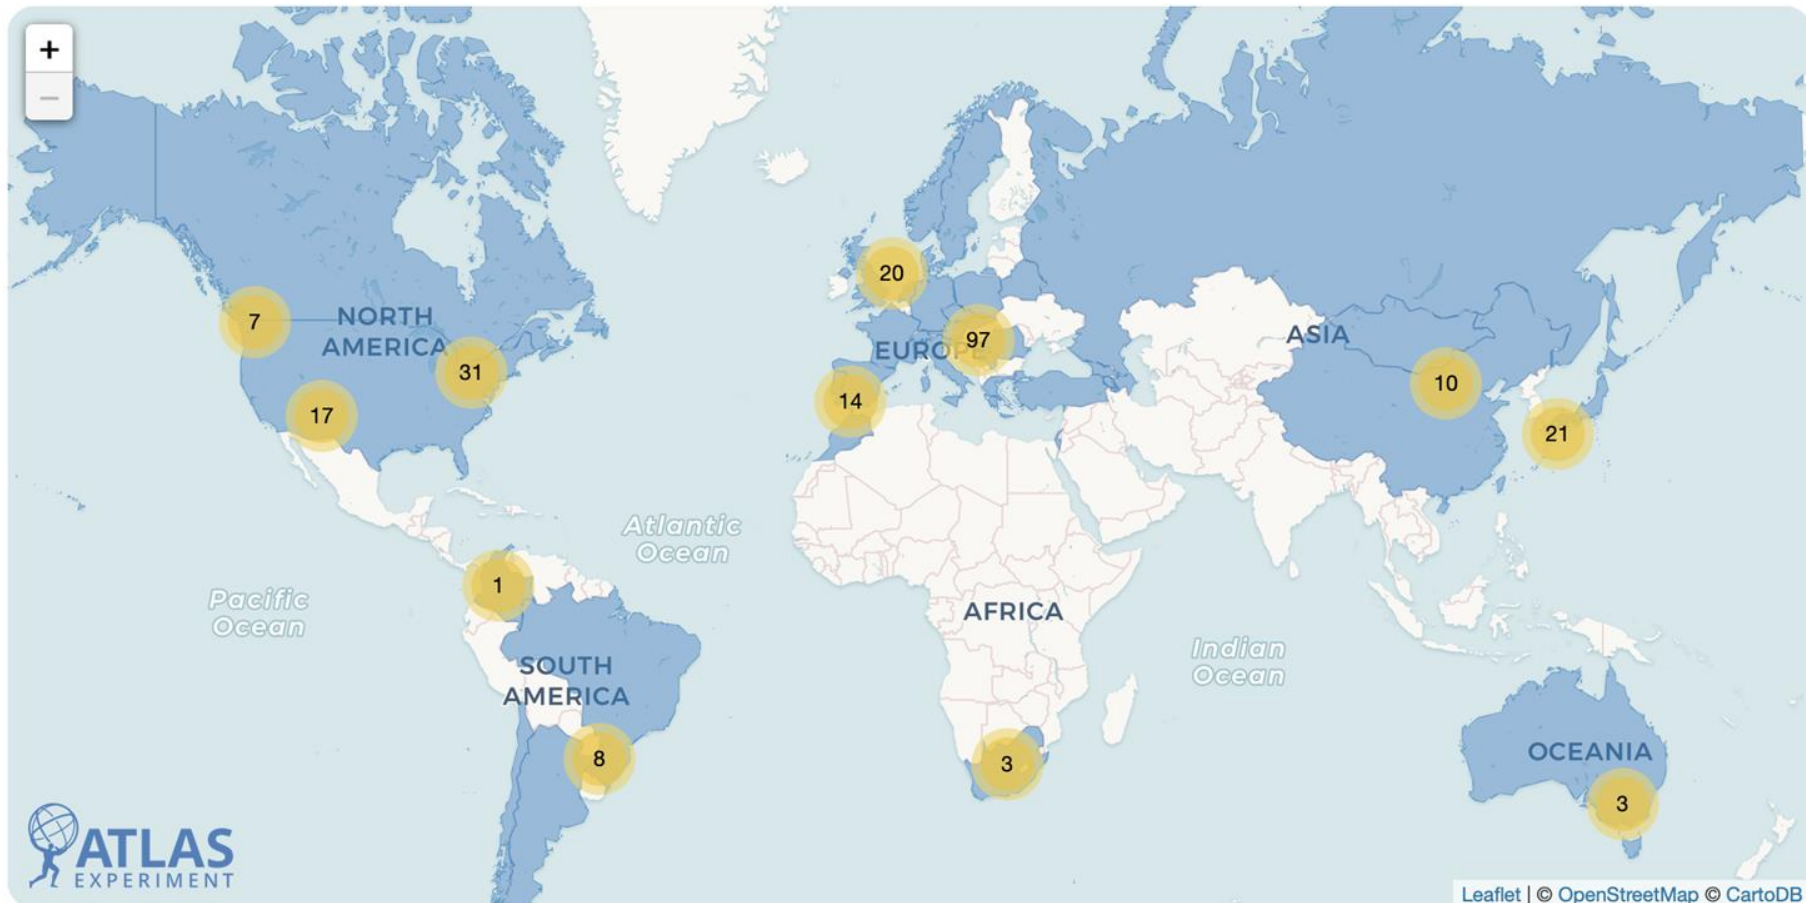 +
−
20
7
NORTH
AMERICA
ASIA
97
EUROPE
31
10
14
17
21
Atlantic
Ocean
1
Pacific
Ocean
AFRICA
Indian
Ocean
SOUTH
AMERICA
OCEANIA
8
3
3
ATLAS
EXPERIMENT
Leaflet | © OpenStreetMap © CartoDB